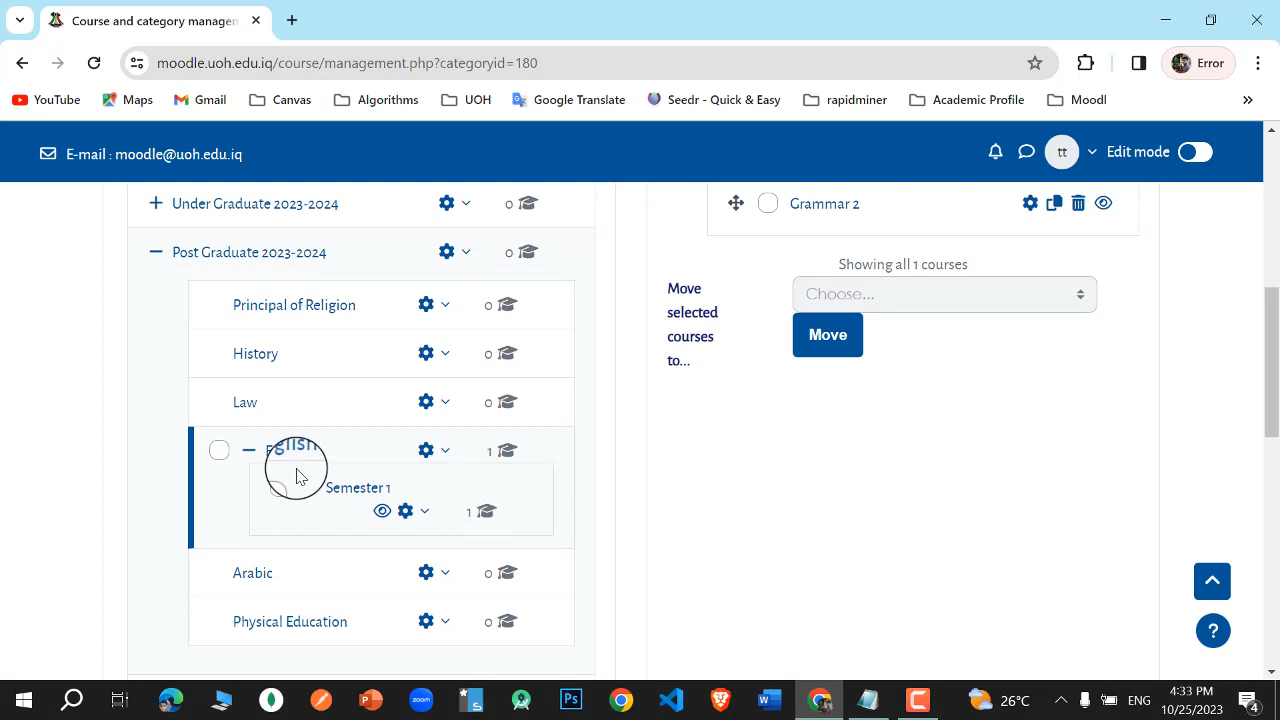 Course and category managem
moodle.uoh.edu.iq/course/management.php?categoryid=180
Error
YouTube
Maps
Gmail
Canvas
Algorithms
UOH
Google Translate
Seedr - Quick & Easy
rapidminer
Academic Profile
Moodl
»
E-mail : moodle@uoh.edu.iq
tt
Edit mode
Under Graduate 2023-2024
0
Grammar 2
Post Graduate 2023-2024
0
Showing all 1 courses
Move
selected
courses
to...
Choose...
Move
Principal of Religion
0
History
0
Law
0
English
1
Semester 1
1
Arabic
0
Physical Education
0
?
zoom
Ps
26°C
ENG
4:33 PM
10/25/2023
4